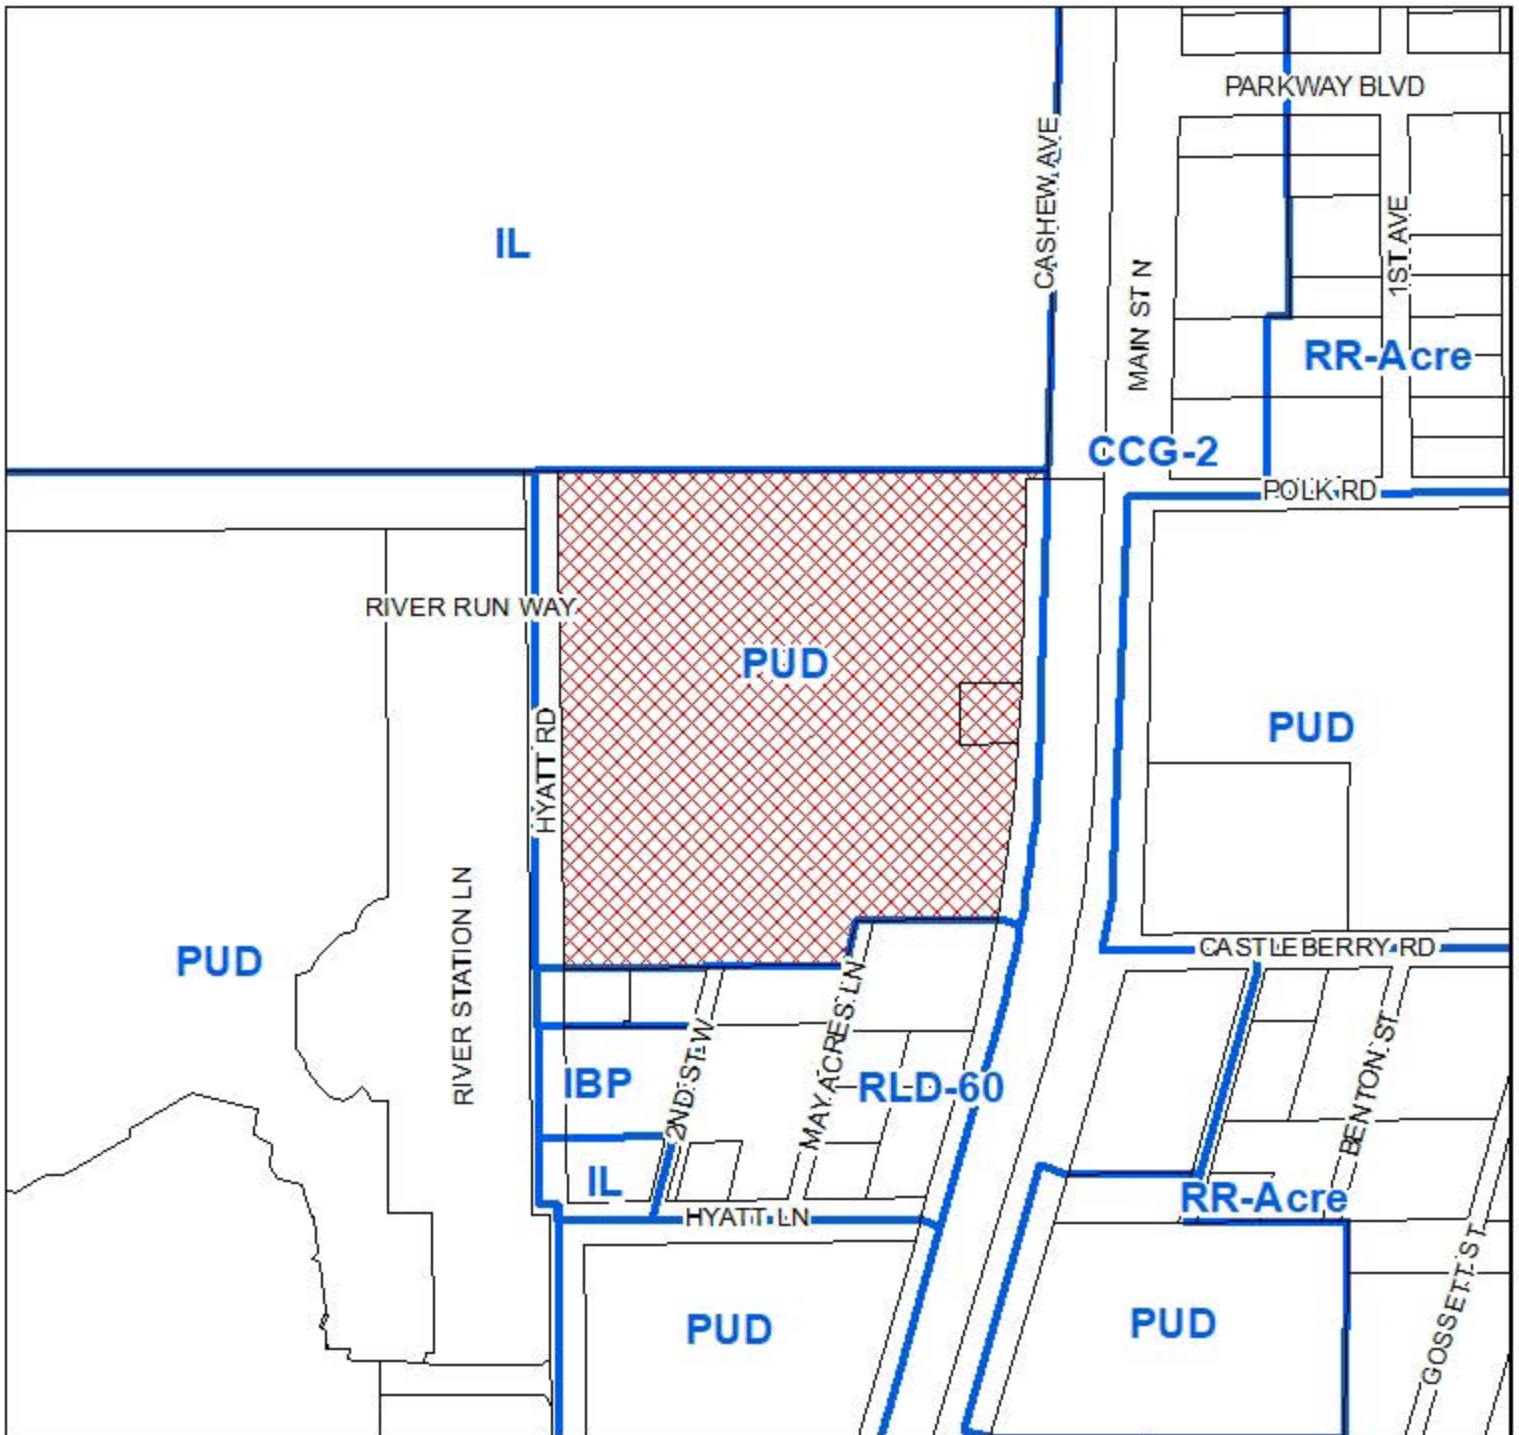 PARKWAY BLVD
CASHEW AVE
1ST AVE
IL
MAIN ST N
RR-Acre
CCG-2
POLK RD
RIVER RUN WAY
PUD
PUD
HYATT RD
CASTLEBERRY RD
PUD
RIVER STATION LN
2ND ST W
MAY ACRES LN
BENTON ST
IBP
RLD-60
IL
RR-Acre
HYATT LN
GOSSETT ST
PUD
PUD